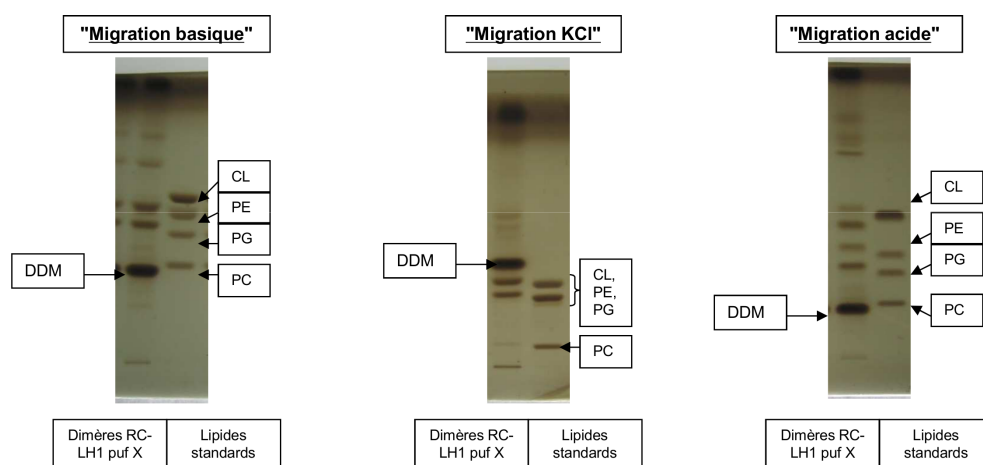 "Migration basique"
CL
PE
PG
DDM
PC
Dimères RC-
LH1 puf X
Lipides
standards
"Migration KCl"
DDM
CL,
PE,
PG
PC
Dimères RC-
LH1 puf X
Lipides
standards
"Migration acide"
CL
PE
PG
DDM
PC
Dimères RC-
LH1 puf X
Lipides
standards